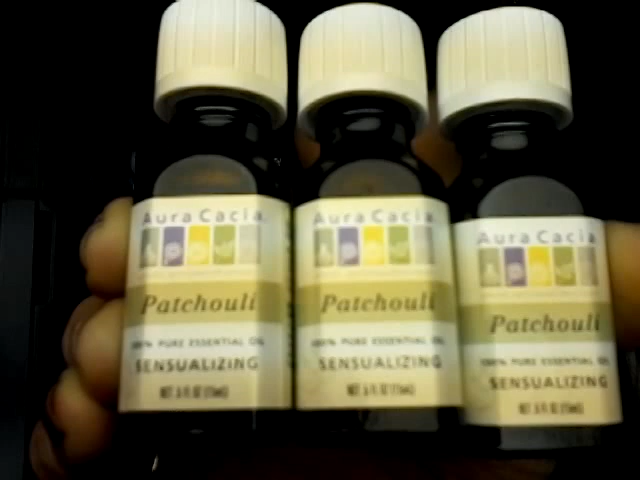 Aura Cacia
Patchouli
100% PURE ESSENTIAL OIL
SENSUALIZING
Aura Cacia
Patchouli
100% PURE ESSENTIAL OIL
SENSUALIZING
Aura Cacia
Patchouli
100% PURE ESSENTIAL OIL
SENSUALIZING